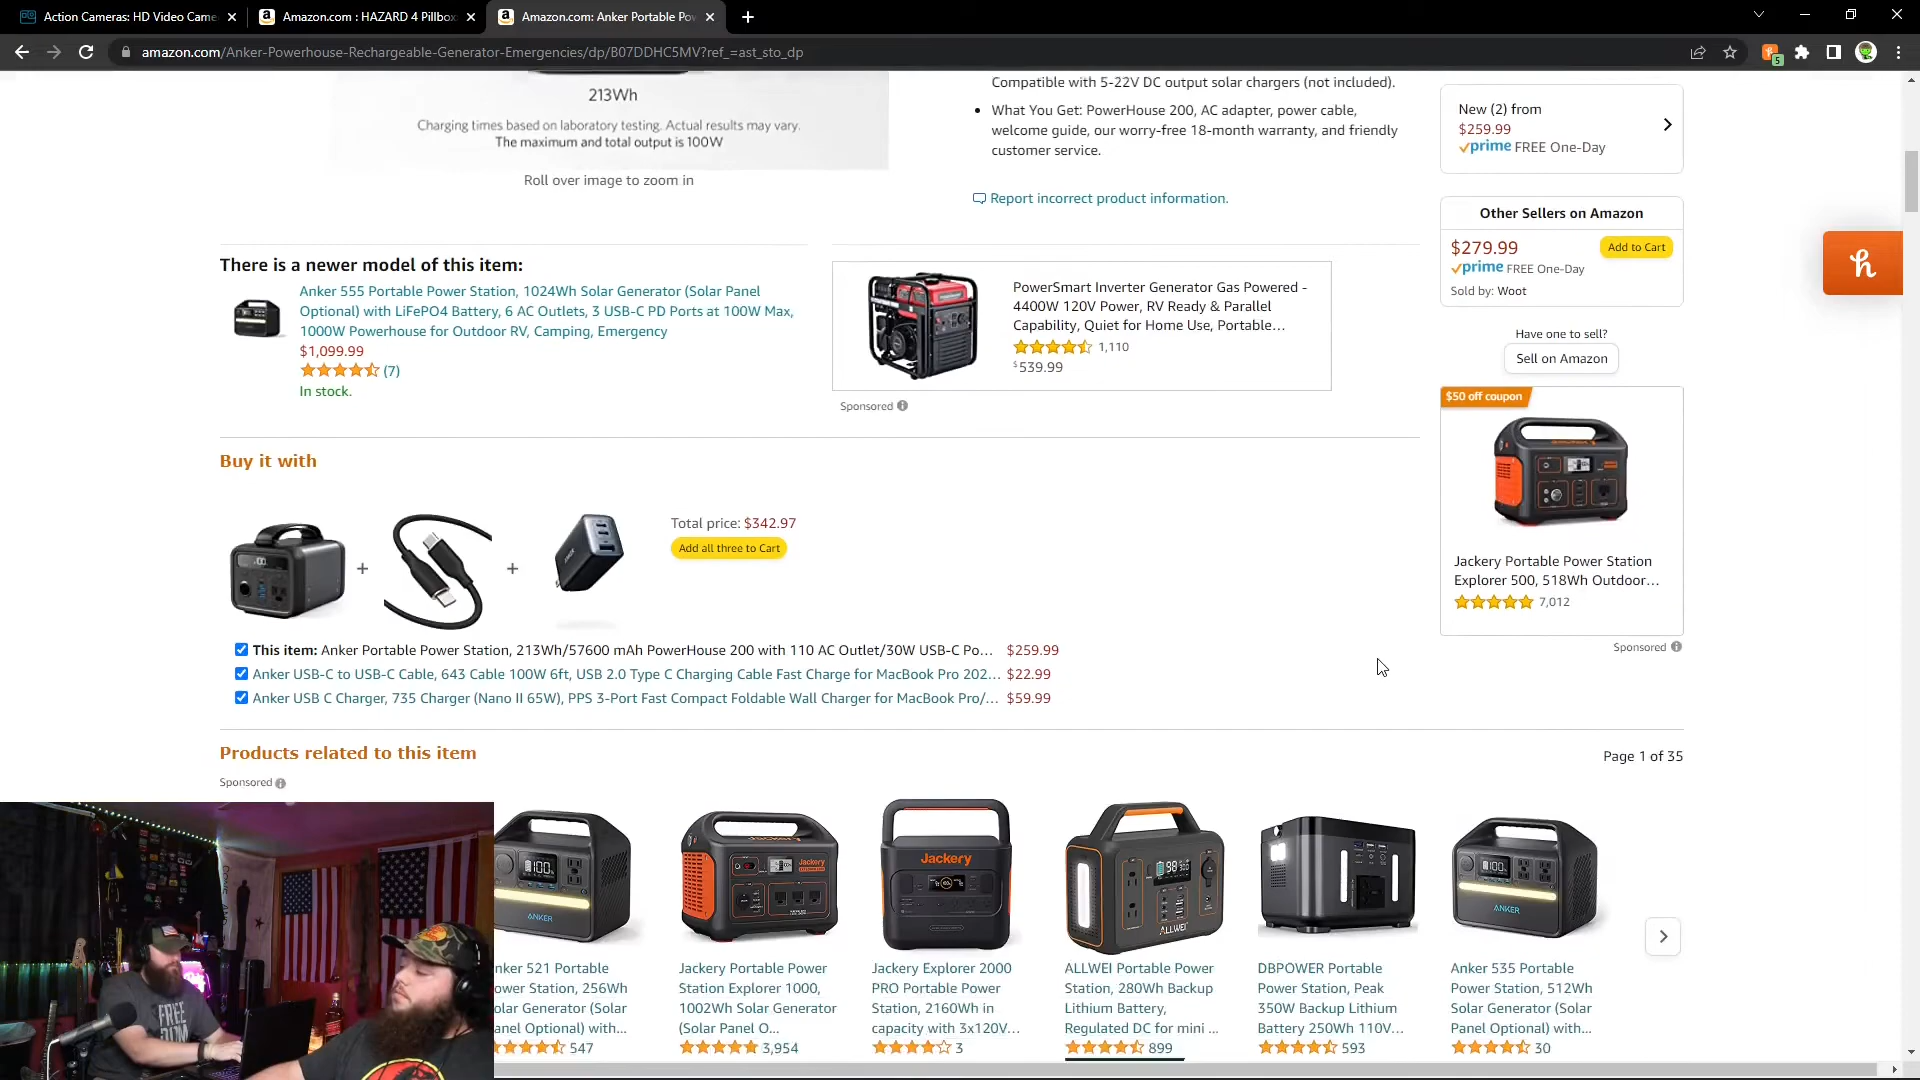 Action Cameras: HD Video Came
Amazon.com : HAZARD 4 Pillbox
Amazon.com: Anker Portable Po
amazon.com/Anker-Powerhouse-Rechargeable-Generator-Emergencies/dp/B07DDHC5MV?ref_=ast_sto_dp
5
213Wh
Charging times based on laboratory testing. Actual results may vary.
The maximum and total output is 100W
Roll over image to zoom in
Compatible with 5-22V DC output solar chargers (not included).
What You Get: PowerHouse 200, AC adapter, power cable,
welcome guide, our worry-free 18-month warranty, and friendly
customer service.
Report incorrect product information.
New (2) from
$259.99
prime FREE One-Day
Other Sellers on Amazon
$279.99
Add to Cart
prime FREE One-Day
Sold by: Woot
Have one to sell?
Sell on Amazon
There is a newer model of this item:
Anker 555 Portable Power Station, 1024Wh Solar Generator (Solar Panel
Optional) with LiFePO4 Battery, 6 AC Outlets, 3 USB-C PD Ports at 100W Max,
1000W Powerhouse for Outdoor RV, Camping, Emergency
$1,099.99
(7)
In stock.
PowerSmart Inverter Generator Gas Powered -
4400W 120V Power, RV Ready & Parallel
Capability, Quiet for Home Use, Portable...
1,110
$539.99
Sponsored
$50 off coupon
Jackery Portable Power Station
Explorer 500, 518Wh Outdoor...
7,012
Sponsored
Buy it with
Total price: $342.97
Add all three to Cart
This item: Anker Portable Power Station, 213Wh/57600 mAh PowerHouse 200 with 110 AC Outlet/30W USB-C Po... $259.99
Anker USB-C to USB-C Cable, 643 Cable 100W 6ft, USB 2.0 Type C Charging Cable Fast Charge for MacBook Pro 202... $22.99
Anker USB C Charger, 735 Charger (Nano II 65W), PPS 3-Port Fast Compact Foldable Wall Charger for MacBook Pro/... $59.99
Products related to this item
Page 1 of 35
Sponsored
ANKER
Jackery
Jackery
ALLWEI
ANKER
nker 521 Portable
ower Station, 256Wh
olar Generator (Solar
anel Optional) with...
547
Jackery Portable Power
Station Explorer 1000,
1002Wh Solar Generator
(Solar Panel O...
3,954
Jackery Explorer 2000
PRO Portable Power
Station, 2160Wh in
capacity with 3x120V...
3
ALLWEI Portable Power
Station, 280Wh Backup
Lithium Battery,
Regulated DC for mini ...
899
DBPOWER Portable
Power Station, Peak
350W Backup Lithium
Battery 250Wh 110V...
593
Anker 535 Portable
Power Station, 512Wh
Solar Generator (Solar
Panel Optional) with...
30
FREE